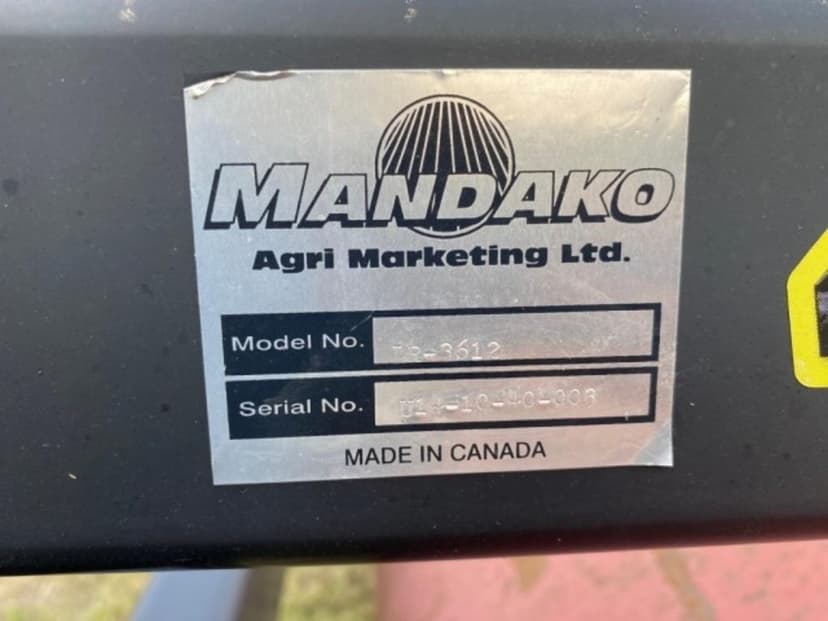 MANDAKO
Agri Marketing Ltd.
Model No.
Serial No.
MADE IN CANADA